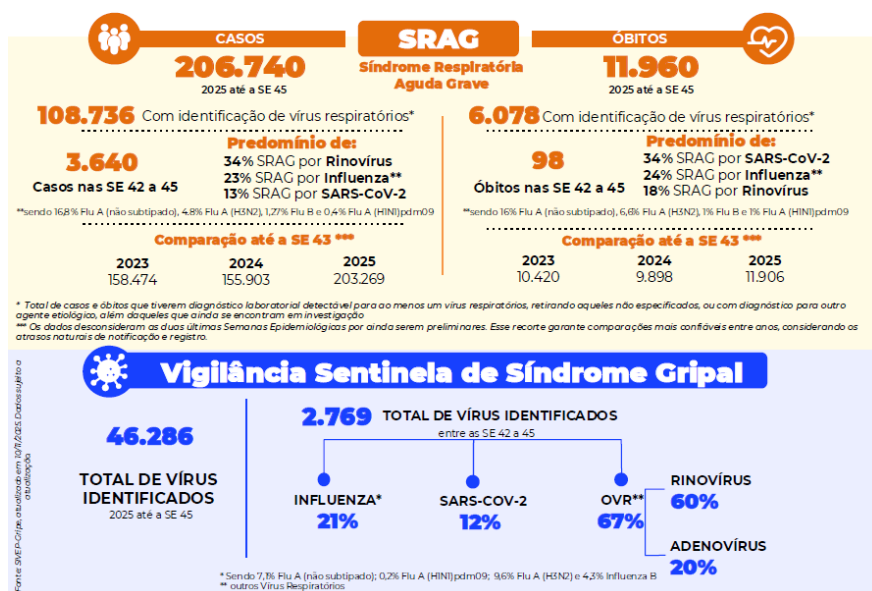 CASOS
206.740
2025 até a SE 45
SRAG
Síndrome Respiratória
Aguda Grave
ÓBITOS
11.960
2025 até a SE 45
108.736 Com identificação de vírus respiratórios*
3.640
Casos nas SE 42 a 45
Predomínio de:
34% SRAG por Rinovírus
23% SRAG por Influenza**
13% SRAG por SARS-CoV-2
**sendo 16,8% Flu A (não subtipado), 4.8% Flu A (H3N2), 1,27% Flu B e 0,4% Flu A (H1N1)pdm09
Comparação até a SE 43 ***
2023
2024
2025
158.474
155.903
203.269
6.078 Com identificação de vírus respiratórios*
98
Óbitos nas SE 42 a 45
Predomínio de:
34% SRAG por SARS-CoV-2
24% SRAG por Influenza**
18% SRAG por Rinovírus
**sendo 16% Flu A (não subtipado), 6,6% Flu A (H3N2), 1% Flu B e 1% Flu A (H1N1)pdm09
Comparação até a SE 43 ***
2023
2024
2025
10.420
9.898
11.906
* Total de casos e óbitos que tiverem diagnóstico laboratorial detectável para ao menos um vírus respiratórios, retirando aqueles não especificados, ou com diagnóstico para outro
agente etiológico, além daqueles que ainda se encontram em investigação
*** Os dados desconsideram as duas últimas Semanas Epidemiológicas por ainda serem preliminares. Esse recorte garante comparações mais confiáveis entre anos, considerando os
atrasos naturais de notificação e registro.
Vigilância Sentinela de Síndrome Gripal
46.286
TOTAL DE VÍRUS
IDENTIFICADOS
2025 até a SE 45
2.769 TOTAL DE VÍRUS IDENTIFICADOS
entre as SE 42 a 45
INFLUENZA*
21%
SARS-COV-2
12%
OVR**
67%
RINOVÍRUS
60%
ADENOVÍRUS
20%
* Sendo 7,1% Flu A (não subtipado); 0,2% Flu A (H1N1)pdm09; 9,6% Flu A (H3N2) e 4,3% Influenza B
** outros Vírus Respiratórios
Fonte: SIVEP-Gripe, atualizado em 10/11/2025. Dados sujeito a
atualização.